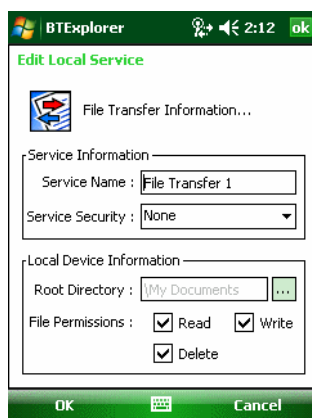 BTExplorer 2:12 ok
Edit Local Service
File Transfer Information...
Service Information
Service Name : File Transfer 1
Service Security : None
Local Device Information
Root Directory : \My Documents ...
File Permissions : Read Write
Delete
OK Cancel